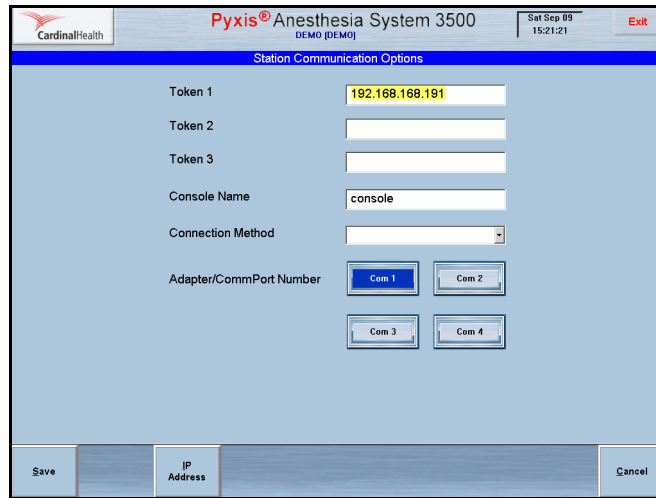 CardinalHealth
Pyxis® Anesthesia System 3500
DEMO [DEMO]
Sat Sep 09
15:21:21
Exit
Station Communication Options
Token 1
192.168.168.191
Token 2
Token 3
Console Name
console
Connection Method
Adapter/CommPort Number
Com 1
Com 2
Com 3
Com 4
Save
IP
Address
Cancel